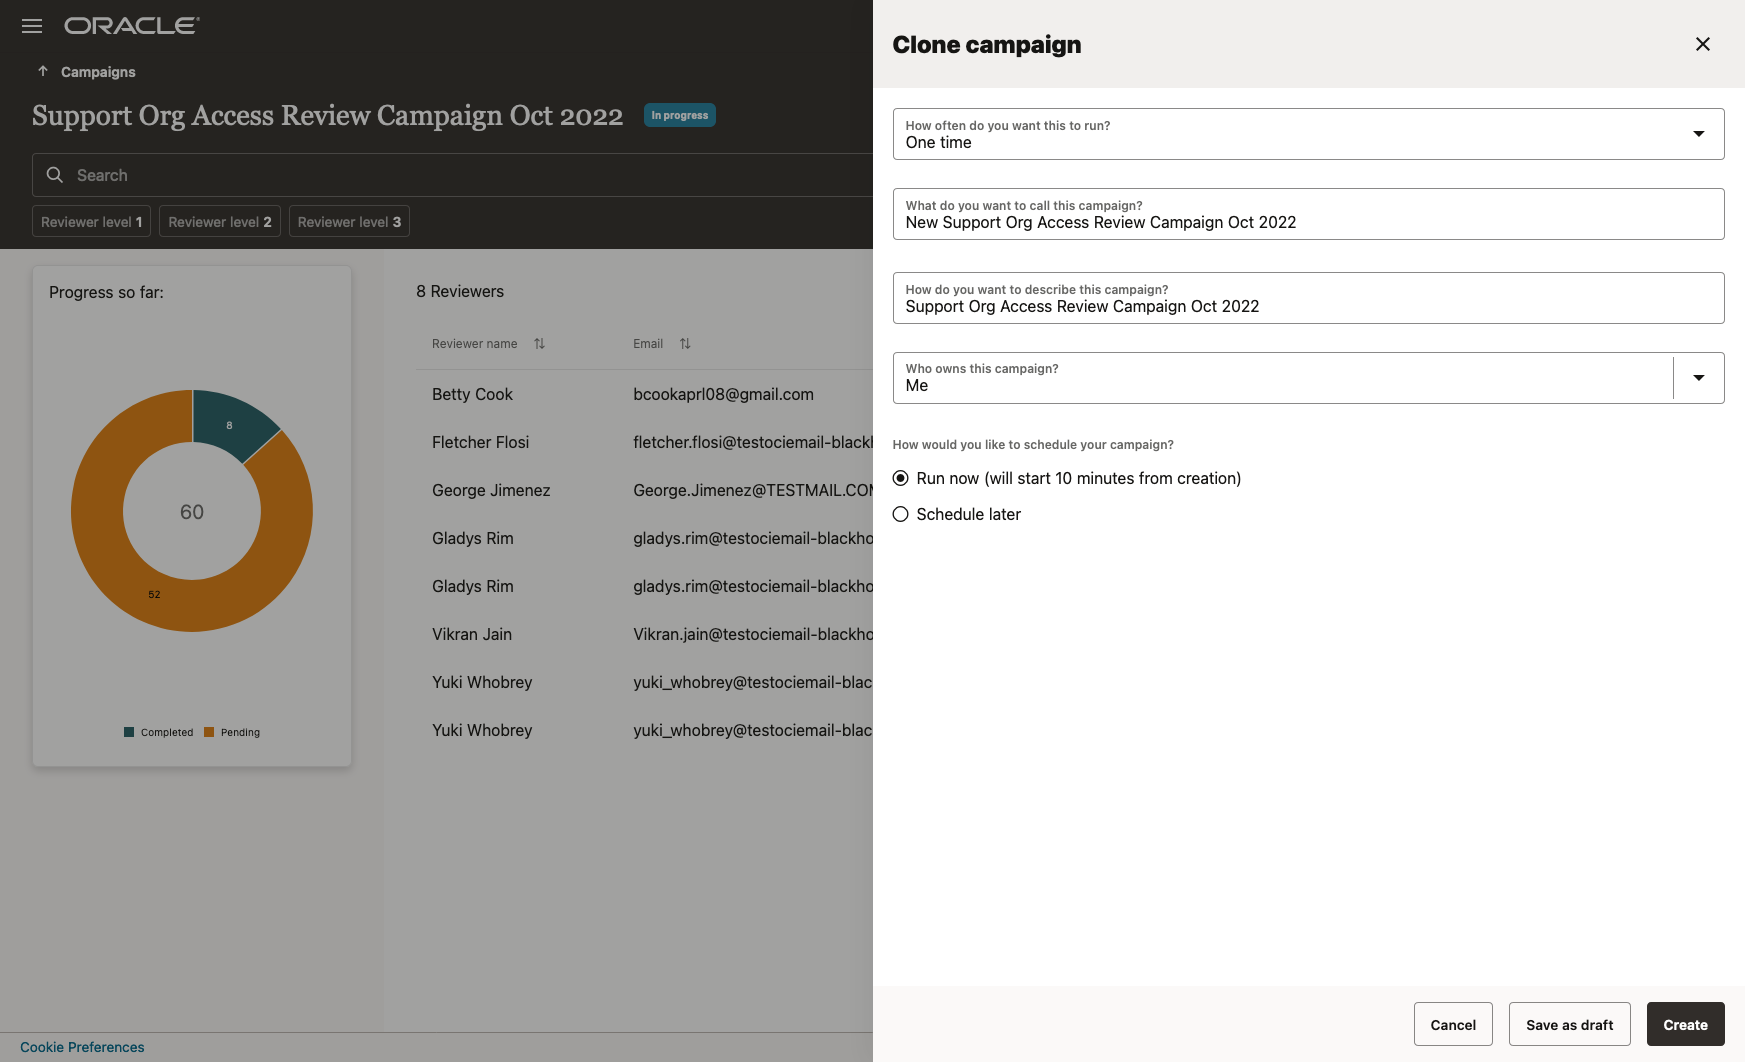 ORACLE
Campaigns
Support Org Access Review Campaign Oct 2022
In progress
Search
Reviewer level 1
Reviewer level 2
Reviewer level 3
Progress so far:
8
60
52
Completed
Pending
8 Reviewers
Reviewer name
Email
Betty Cook
bcookaprl08@gmail.com
Fletcher Flosi
fletcher.flosi@testociemail-black
George Jimenez
George.Jimenez@TESTMAIL.COM
Gladys Rim
gladys.rim@testociemail-blackho
Gladys Rim
gladys.rim@testociemail-blackho
Vikran Jain
Vikran.jain@testociemail-blackho
Yuki Whobrey
yuki_whobrey@testociemail-blac
Yuki Whobrey
yuki_whobrey@testociemail-blac
Cookie Preferences
Clone campaign
How often do you want this to run?
One time
What do you want to call this campaign?
New Support Org Access Review Campaign Oct 2022
How do you want to describe this campaign?
Support Org Access Review Campaign Oct 2022
Who owns this campaign?
Me
How would you like to schedule your campaign?
Run now (will start 10 minutes from creation)
Schedule later
Cancel
Save as draft
Create